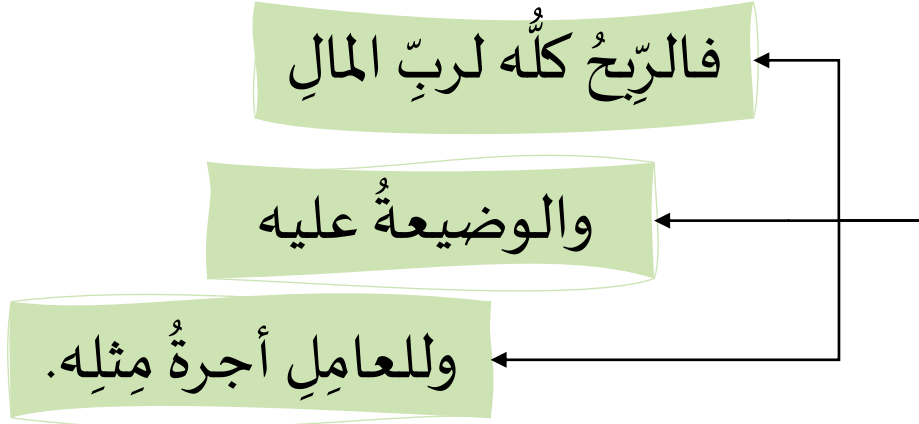 فالرِّبحُ كلُّه لربِّ المالِ
والوضيعةُ عليه
وللعامِلِ أجرةُ مِثلِه.